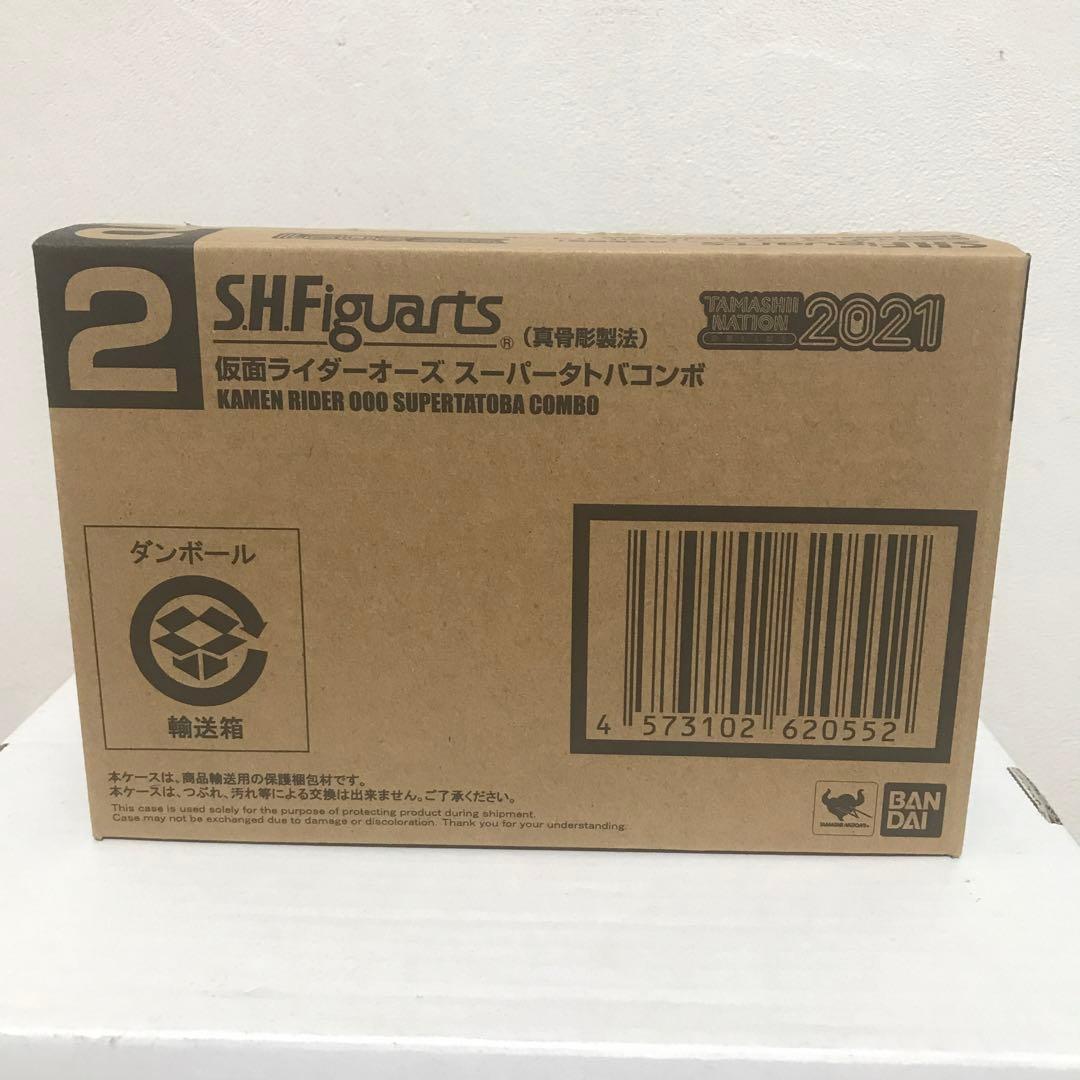 2
S.H.Figuarts® (真骨彫製法)
TAMASHII NATION 2021
仮面ライダーオーズ スーパータトバコンボ
KAMEN RIDER OOO SUPERTATOBA COMBO
ダンボール
輸送箱
4 573102 620552
本ケースは、商品輸送用の保護梱包材です。
本ケースは、つぶれ、汚れ等による交換は出来ません。ご了承ください。
This case is used solely for the purpose of protecting product during shipment.
Case may not be exchanged due to damage or discoloration. Thank you for your understanding.
TAMASHII NATIONS
BAN
DAI